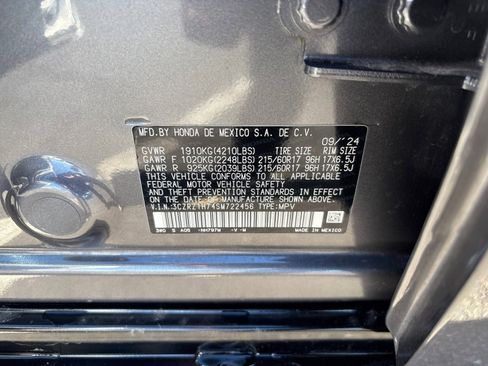 MFD.BY HONDA DE MEXICO S.A. DE C.V.
09/'24
GVWR 1910KG(4210LBS) TIRE SIZE RIM SIZE
GAWR F 1020KG(2248LBS) 215/60R17 96H 17X6.5J
GAWR R 925KG(2039LBS) 215/60R17 96H 17X6.5J
THIS VEHICLE CONFORMS TO ALL APPLICABLE
FEDERAL MOTOR VEHICLE SAFETY, BUMPER,
AND THEFT PREVENTION STANDARDS IN EFFECT
ON DATE OF MANUFACTURE SHOWN ABOVE.
V.I.N.:3CZRZ1H74SM722456 TYPE:MPV
-V -M
MADE IN MEXICO